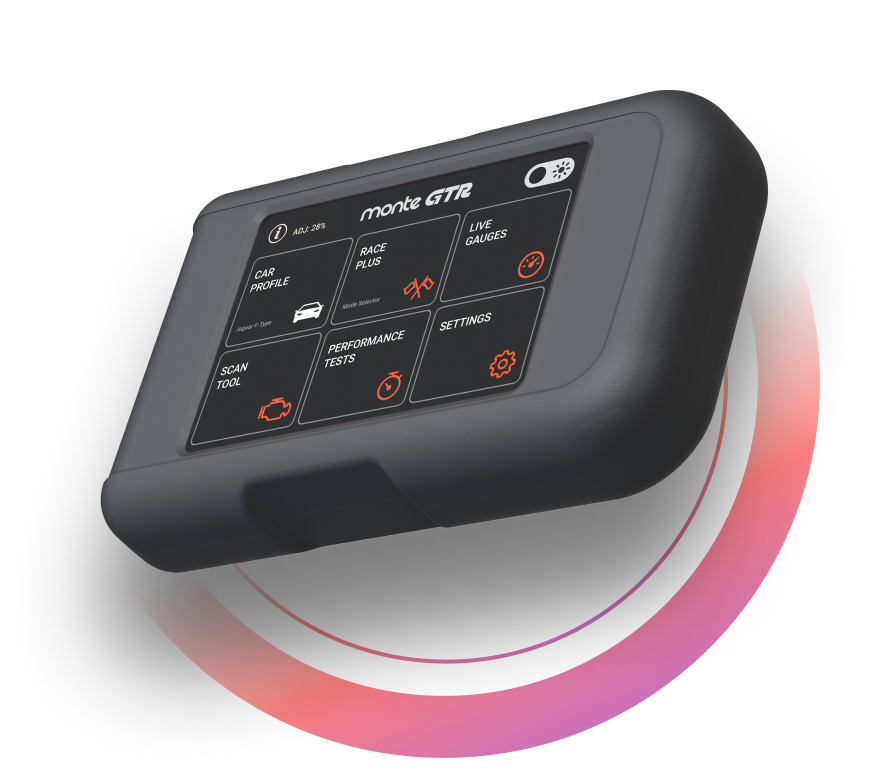 monte GTR
i ADJ: 28%
CAR
PROFILE
Jaguar F-Type
RACE
PLUS
Mode Selector
LIVE
GAUGES
SCAN
TOOL
PERFORMANCE
TESTS
SETTINGS